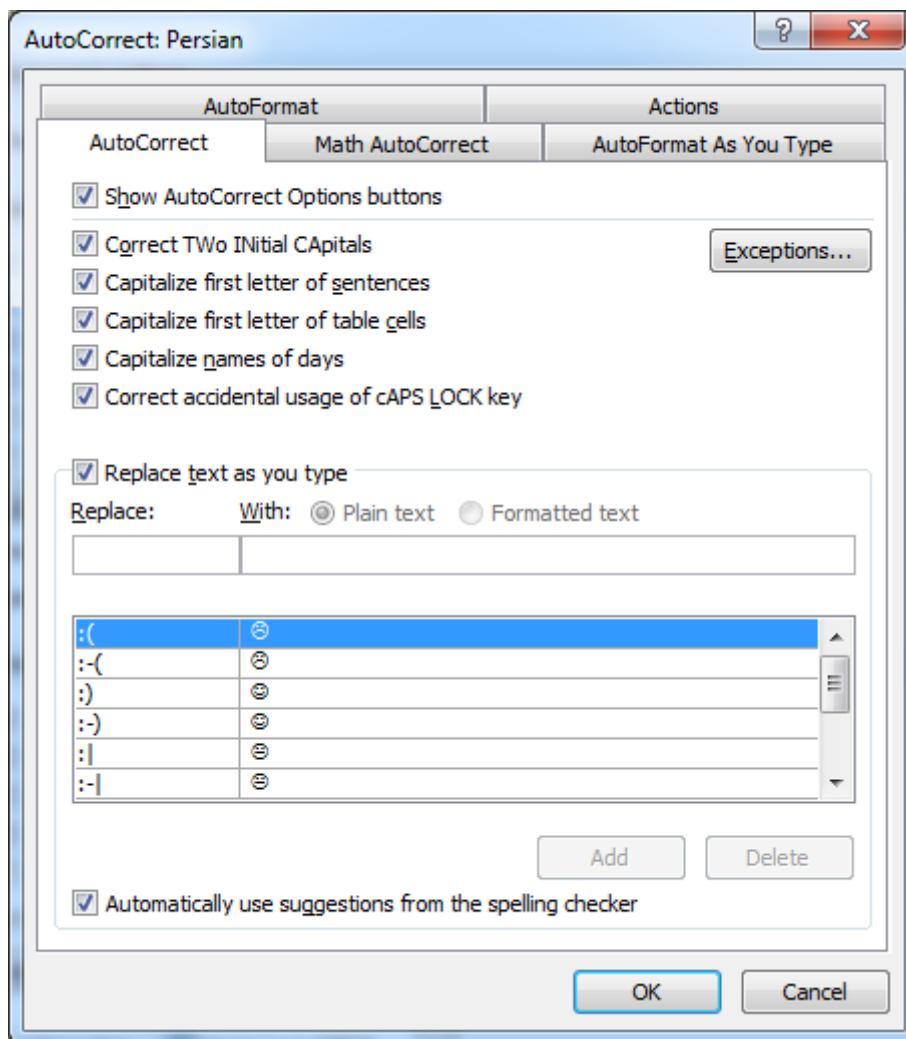 AutoCorrect: Persian
AutoFormat Actions
AutoCorrect Math AutoCorrect AutoFormat As You Type
Show AutoCorrect Options buttons
Correct TWo INitial CApitals Exceptions...
Capitalize first letter of sentences
Capitalize first letter of table cells
Capitalize names of days
Correct accidental usage of cAPS LOCK key
Replace text as you type
Replace: With: Plain text Formatted text
:( ☹
:-( ☹
:) ☺
:-) ☺
:| 😐
:-| 😐
Add Delete
Automatically use suggestions from the spelling checker
OK Cancel